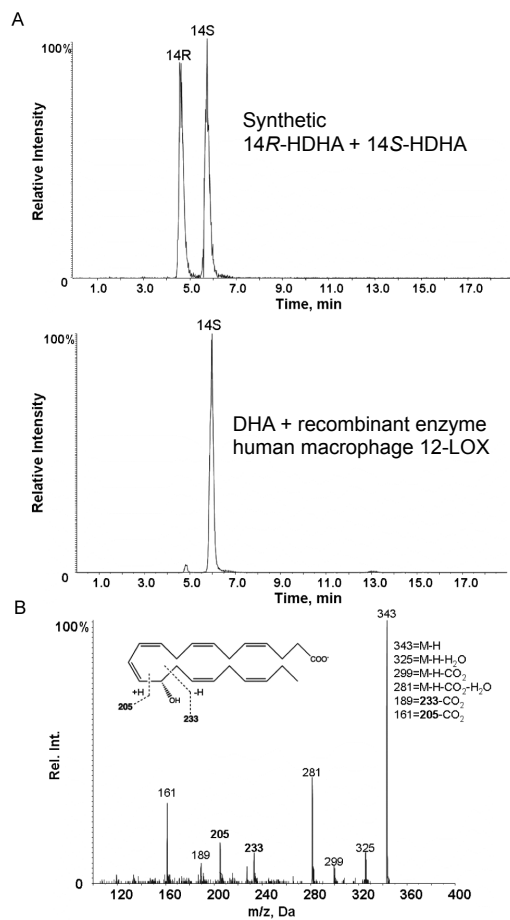 A
100%
14R
14S
Relative Intensity
Synthetic
14R-HDHA + 14S-HDHA
0
1.0 3.0 5.0 7.0 9.0 11.0 13.0 15.0 17.0
Time, min
100%
14S
Relative Intensity
DHA + recombinant enzyme
human macrophage 12-LOX
0
1.0 3.0 5.0 7.0 9.0 11.0 13.0 15.0 17.0
Time, min
B
100%
343
343=M-H
325=M-H-H₂O
299=M-H-CO₂
281=M-H-CO₂-H₂O
189=233-CO₂
161=205-CO₂
COO-
+H
-H
OH
205
233
Rel. Int.
161
189
205
233
281
299
325
0
120 160 200 240 280 320 360 400
m/z, Da